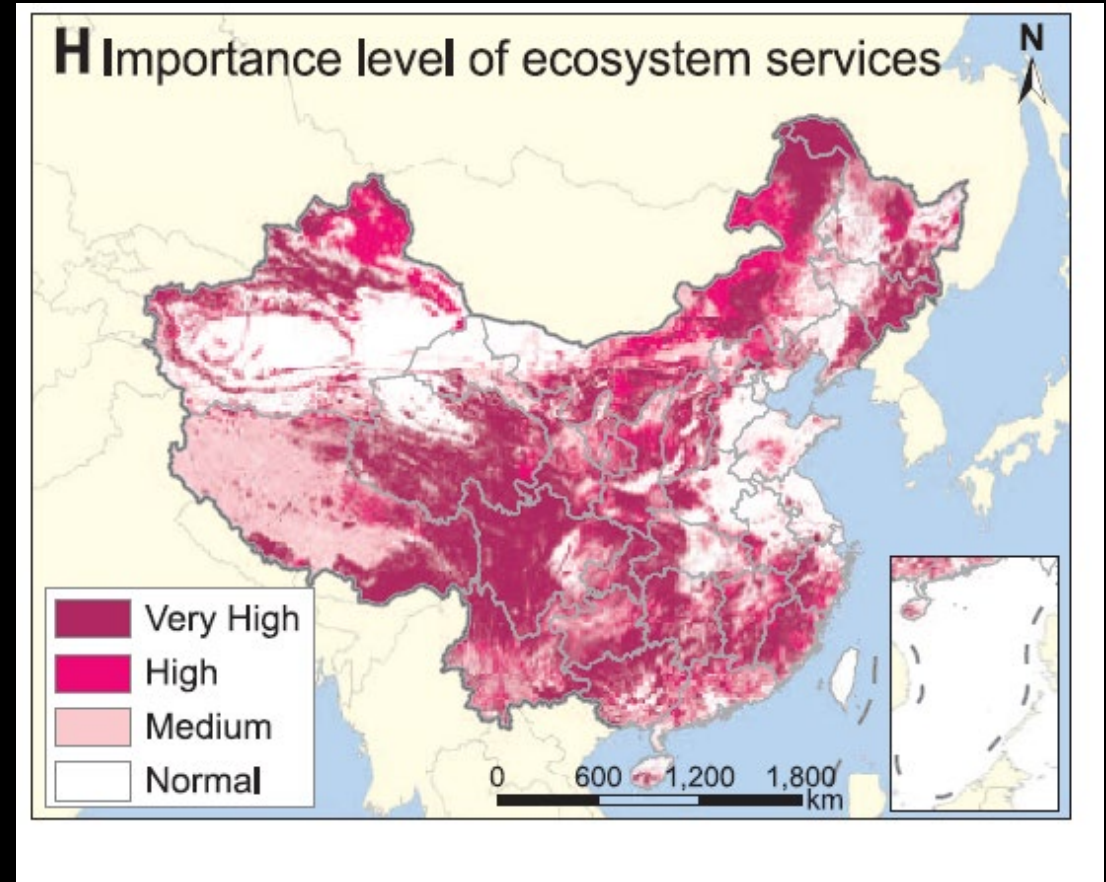 H Importance level of ecosystem services
N
Very High
High
Medium
Normal
0 600 1,200 1,800
km